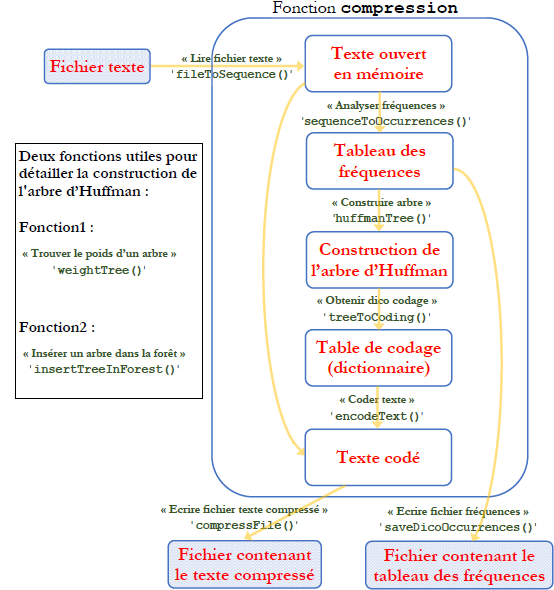 Fonction compression
Fichier texte
« Lire fichier texte »
'fileToSequence()'
Texte ouvert
en mémoire
« Analyser fréquences »
'sequenceToOccurrences()'
Tableau des
fréquences
« Construire arbre »
'huffmanTree()'
Construction de
l'arbre d'Huffman
« Obtenir dico codage »
'treeToCoding()'
Table de codage
(dictionnaire)
« Coder texte »
'encodeText()'
Texte codé
Deux fonctions utiles pour
détailler la construction de
l'arbre d'Huffman :
Fonction1 :
« Trouver le poids d'un arbre »
'weightTree()'
Fonction2 :
« Insérer un arbre dans la forêt »
'insertTreeInForest()'
« Ecrire fichier texte compressé »
'compressFile()'
« Ecrire fichier fréquences »
'saveDicoOccurrences()'
Fichier contenant
le texte compressé
Fichier contenant le
tableau des fréquences